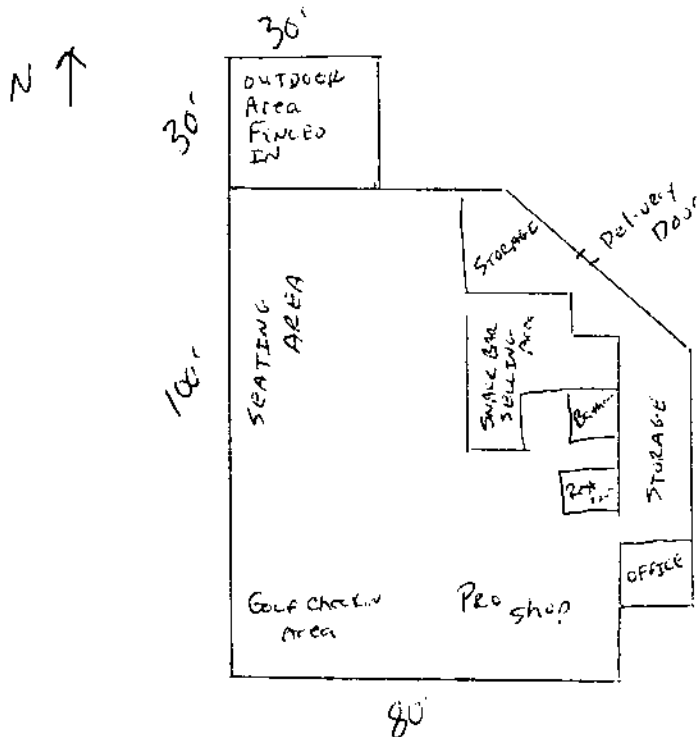 30'
N
OUTDOOR
Area
FENCED
IN
30'
Delivery
Door
STORAGE
SEATING
AREA
100'
SNACK BAR
SELLING
Area
STORAGE
OFFICE
Golf Check in
Area
PRO Shop
80'